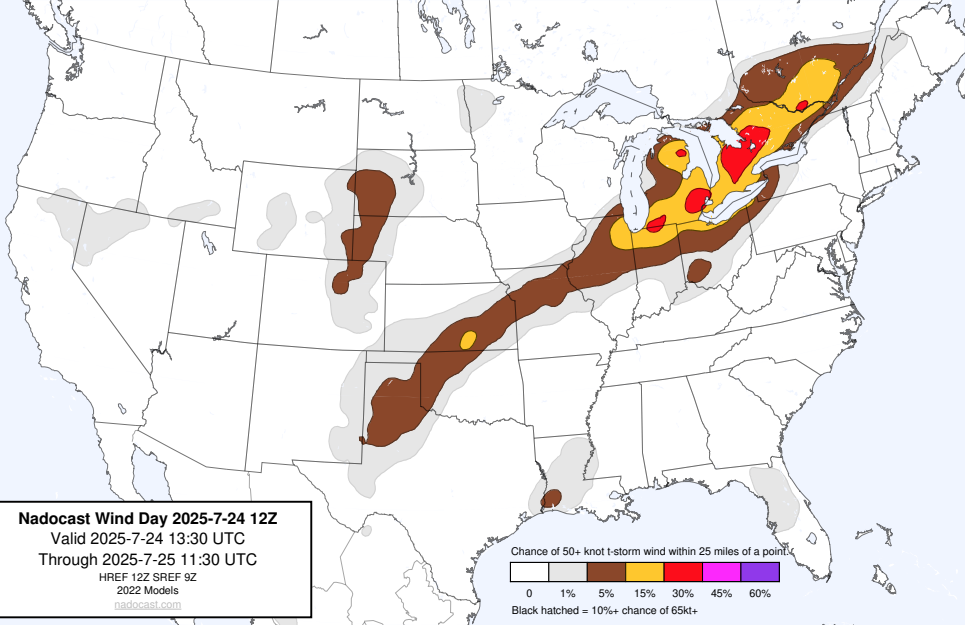 Nadocast Wind Day 2025-7-24 12Z
Valid 2025-7-24 13:30 UTC
Through 2025-7-25 11:30 UTC
HREF 12Z SREF 9Z
2022 Models
nadocast.com
Chance of 50+ knot t-storm wind within 25 miles of a point.
0 1% 5% 15% 30% 45% 60%
Black hatched = 10%+ chance of 65kt+